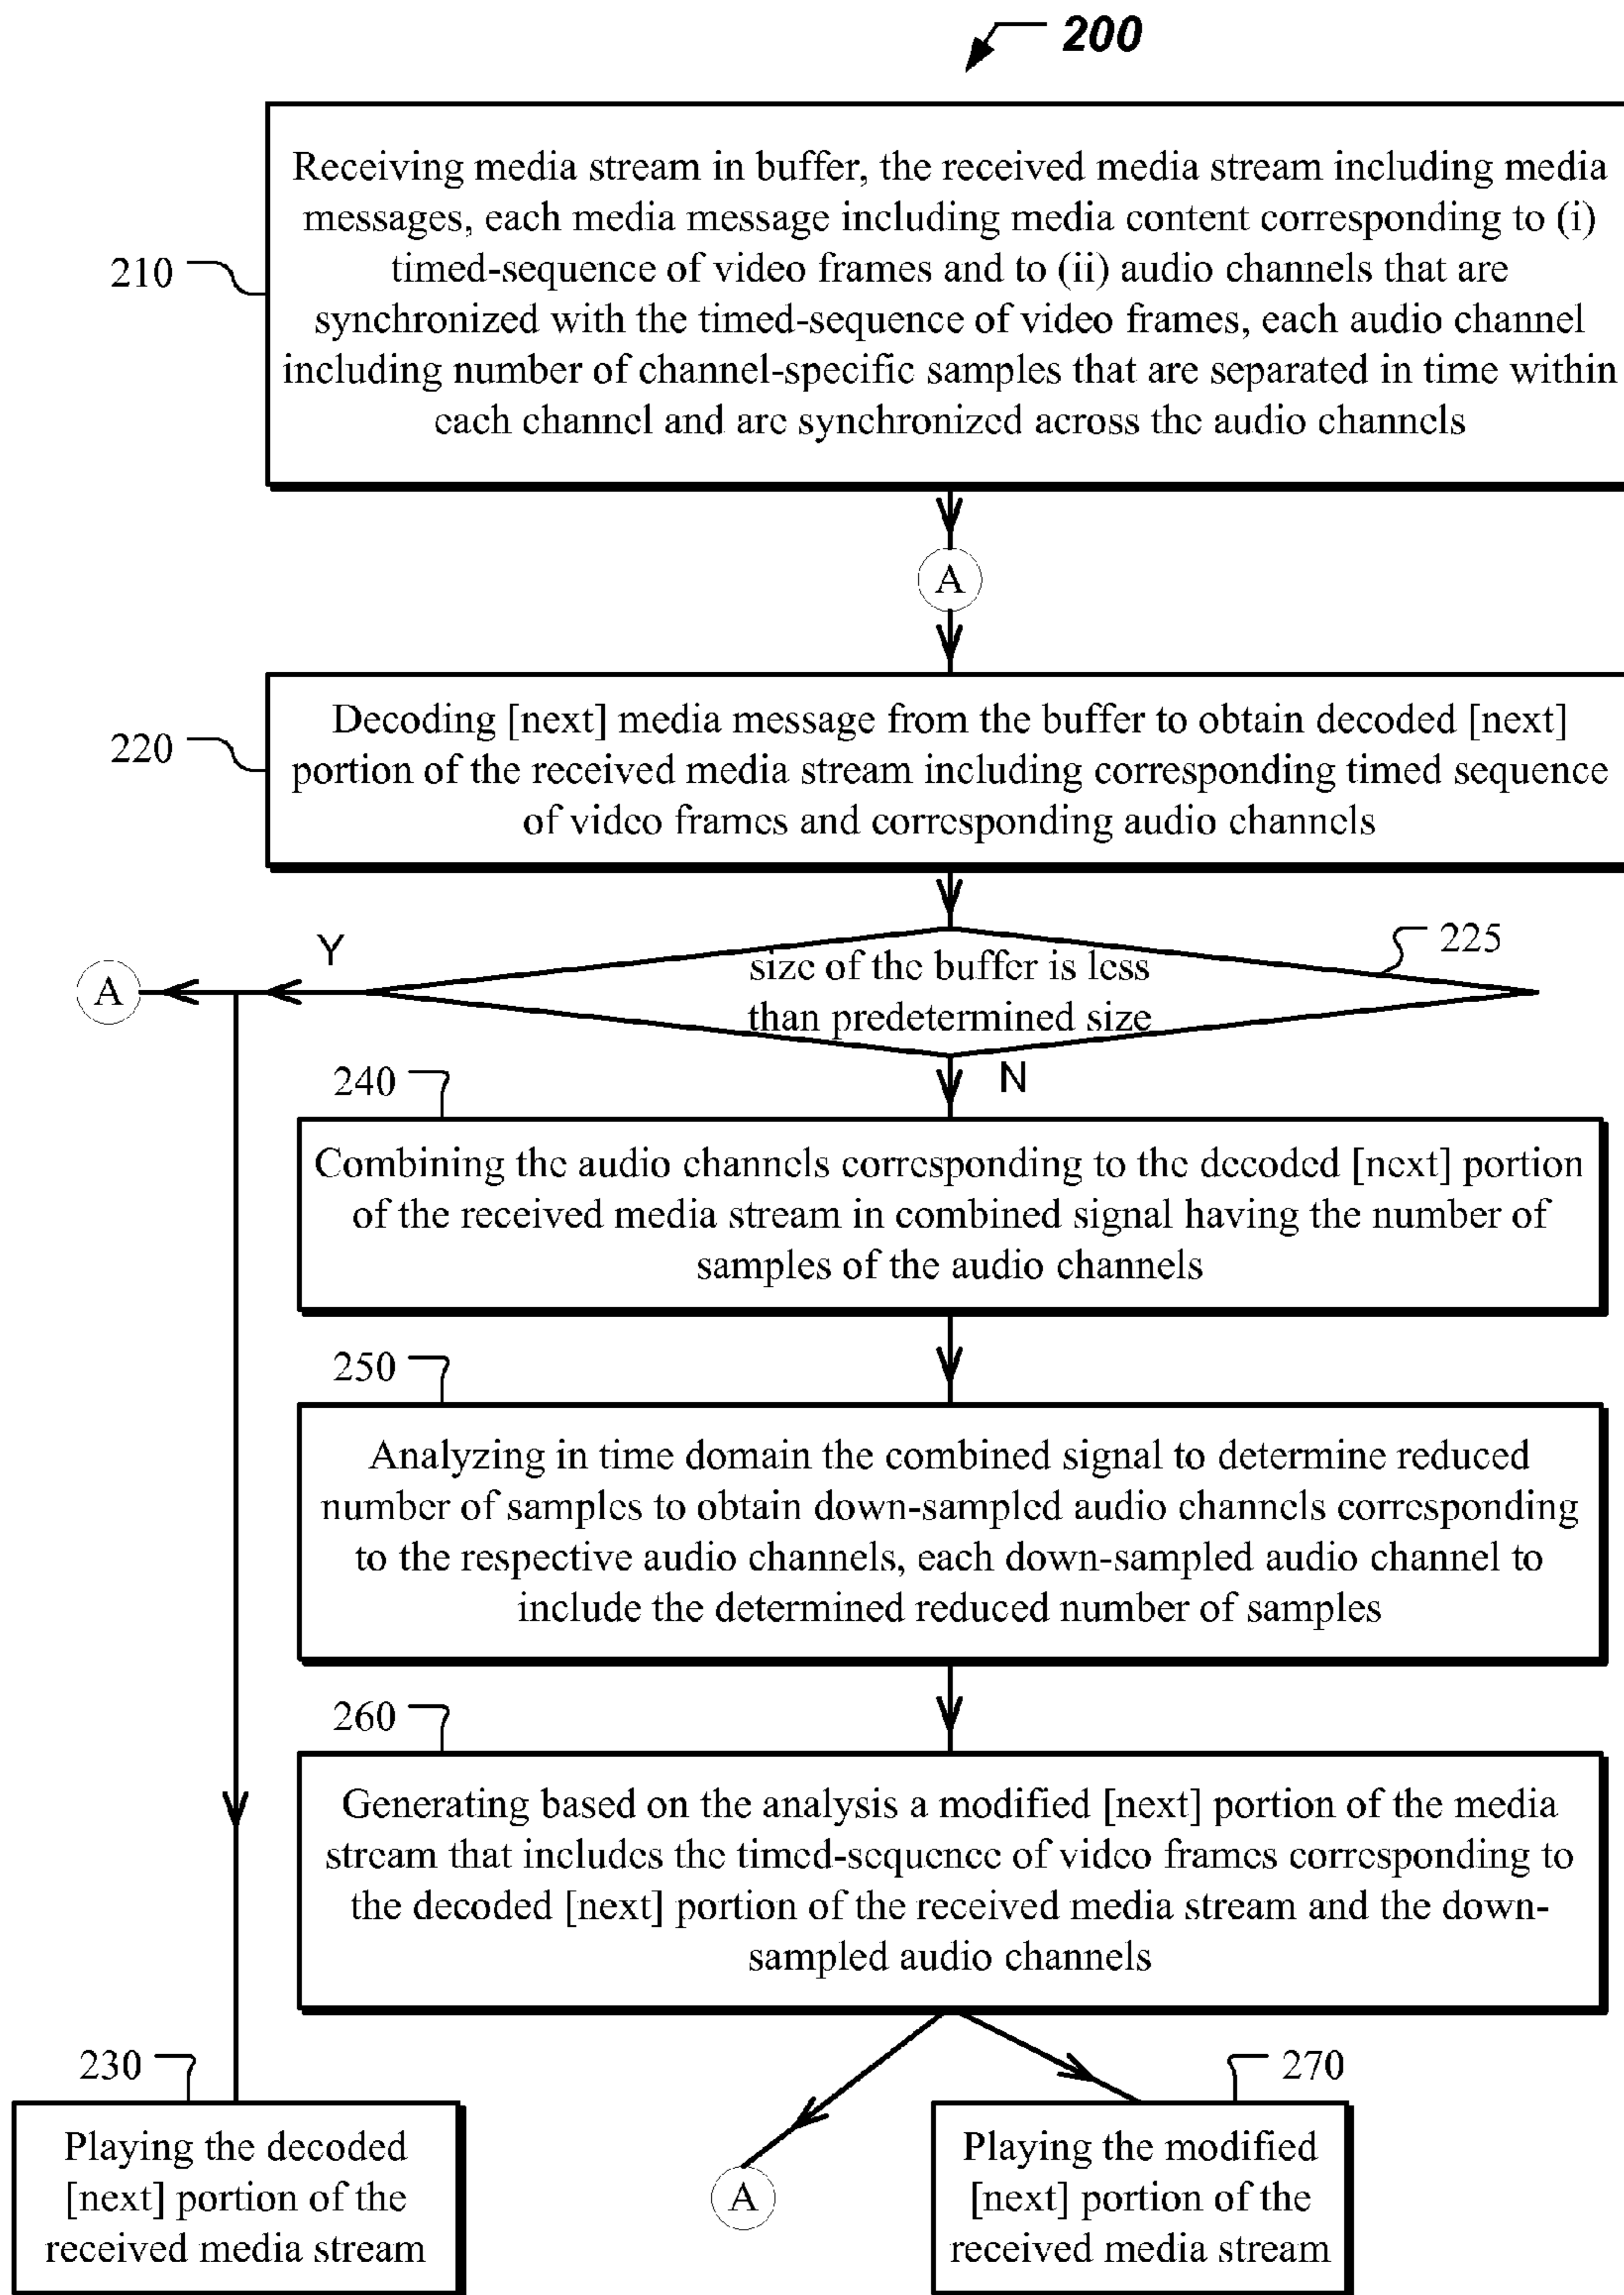 200
Receiving media stream in buffer, the received media stream including media
messages, each media message including media content corresponding to (i)
timed-sequence of video frames and to (ii) audio channels that are
synchronized with the timed-sequence of video frames, each audio channel
including number of channel-specific samples that are separated in time within
each channel and are synchronized across the audio channels
210
A
Decoding [next] media message from the buffer to obtain decoded [next]
portion of the received media stream including corresponding timed sequence
of video frames and corresponding audio channels
220
225
Y
A
size of the buffer is less
than predetermined size
N
240
Combining the audio channels corresponding to the decoded [next] portion
of the received media stream in combined signal having the number of
samples of the audio channels
250
Analyzing in time domain the combined signal to determine reduced
number of samples to obtain down-sampled audio channels corresponding
to the respective audio channels, each down-sampled audio channel to
include the determined reduced number of samples
260
Generating based on the analysis a modified [next] portion of the media
stream that includes the timed-sequence of video frames corresponding to
the decoded [next] portion of the received media stream and the down-
sampled audio channels
230
Playing the decoded
[next] portion of the
received media stream
A
270
Playing the modified
[next] portion of the
received media stream